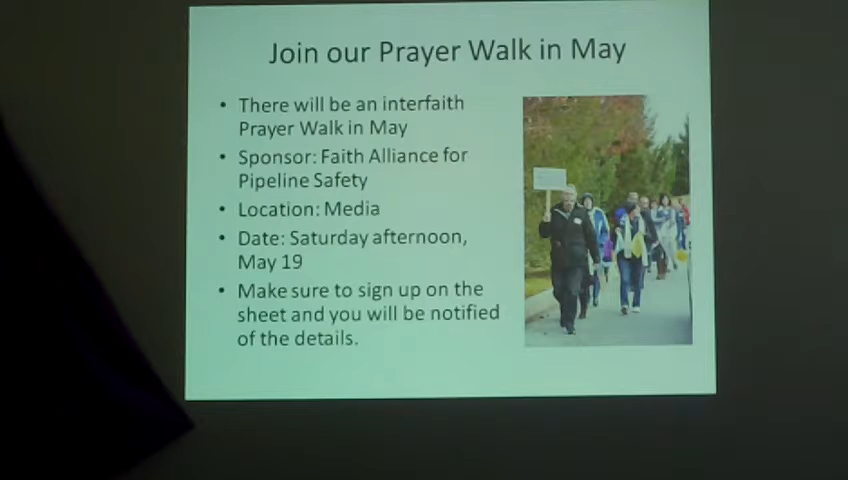 Join our Prayer Walk in May
• There will be an interfaith
Prayer Walk in May
• Sponsor: Faith Alliance for
Pipeline Safety
• Location: Media
• Date: Saturday afternoon,
May 19
• Make sure to sign up on the
sheet and you will be notified
of the details.